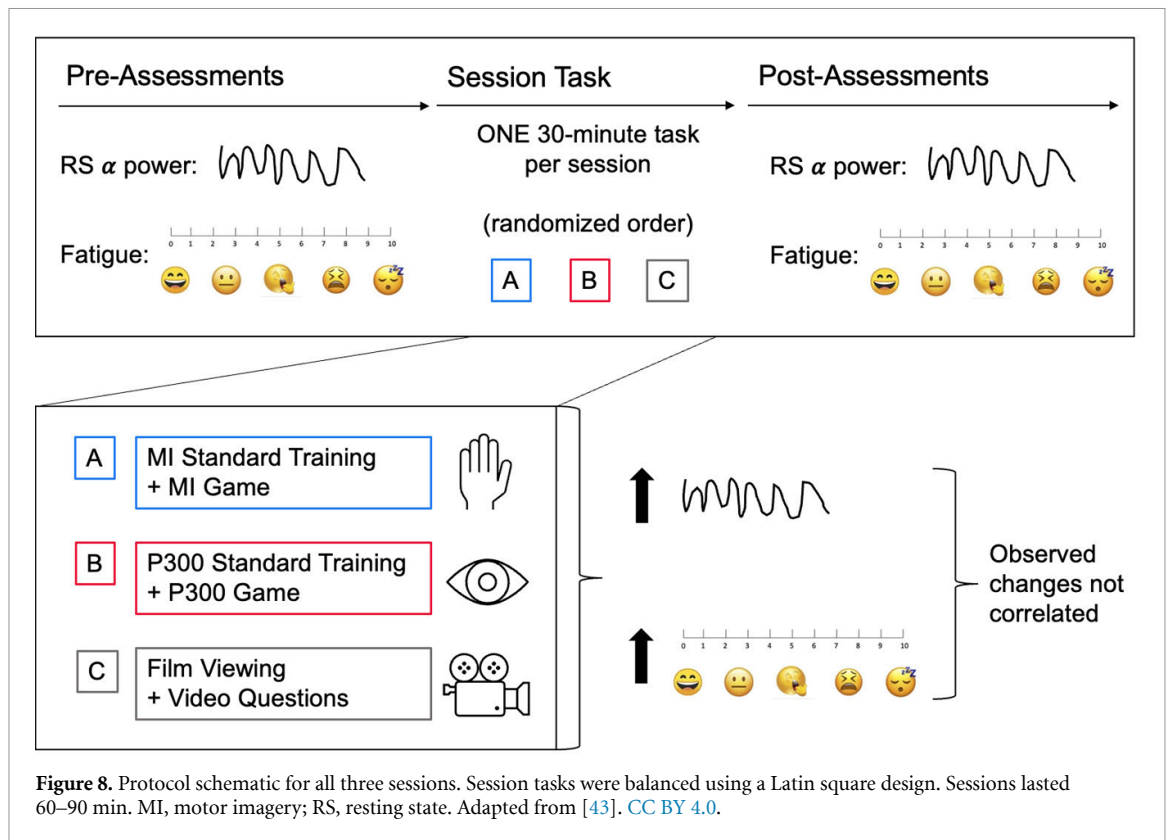 Pre-Assessments
Session Task
Post-Assessments
RS α power:
Fatigue:
0 1 2 3 4 5 6 7 8 9 10
zzZ
ONE 30-minute task
per session
(randomized order)
A B C
RS α power:
Fatigue:
0 1 2 3 4 5 6 7 8 9 10
zzZ
A
MI Standard Training
+ MI Game
B
P300 Standard Training
+ P300 Game
C
Film Viewing
+ Video Questions
0 1 2 3 4 5 6 7 8 9 10
zzZ
Observed
changes not
correlated
Figure 8. Protocol schematic for all three sessions. Session tasks were balanced using a Latin square design. Sessions lasted
60–90 min. MI, motor imagery; RS, resting state. Adapted from [43]. CC BY 4.0.